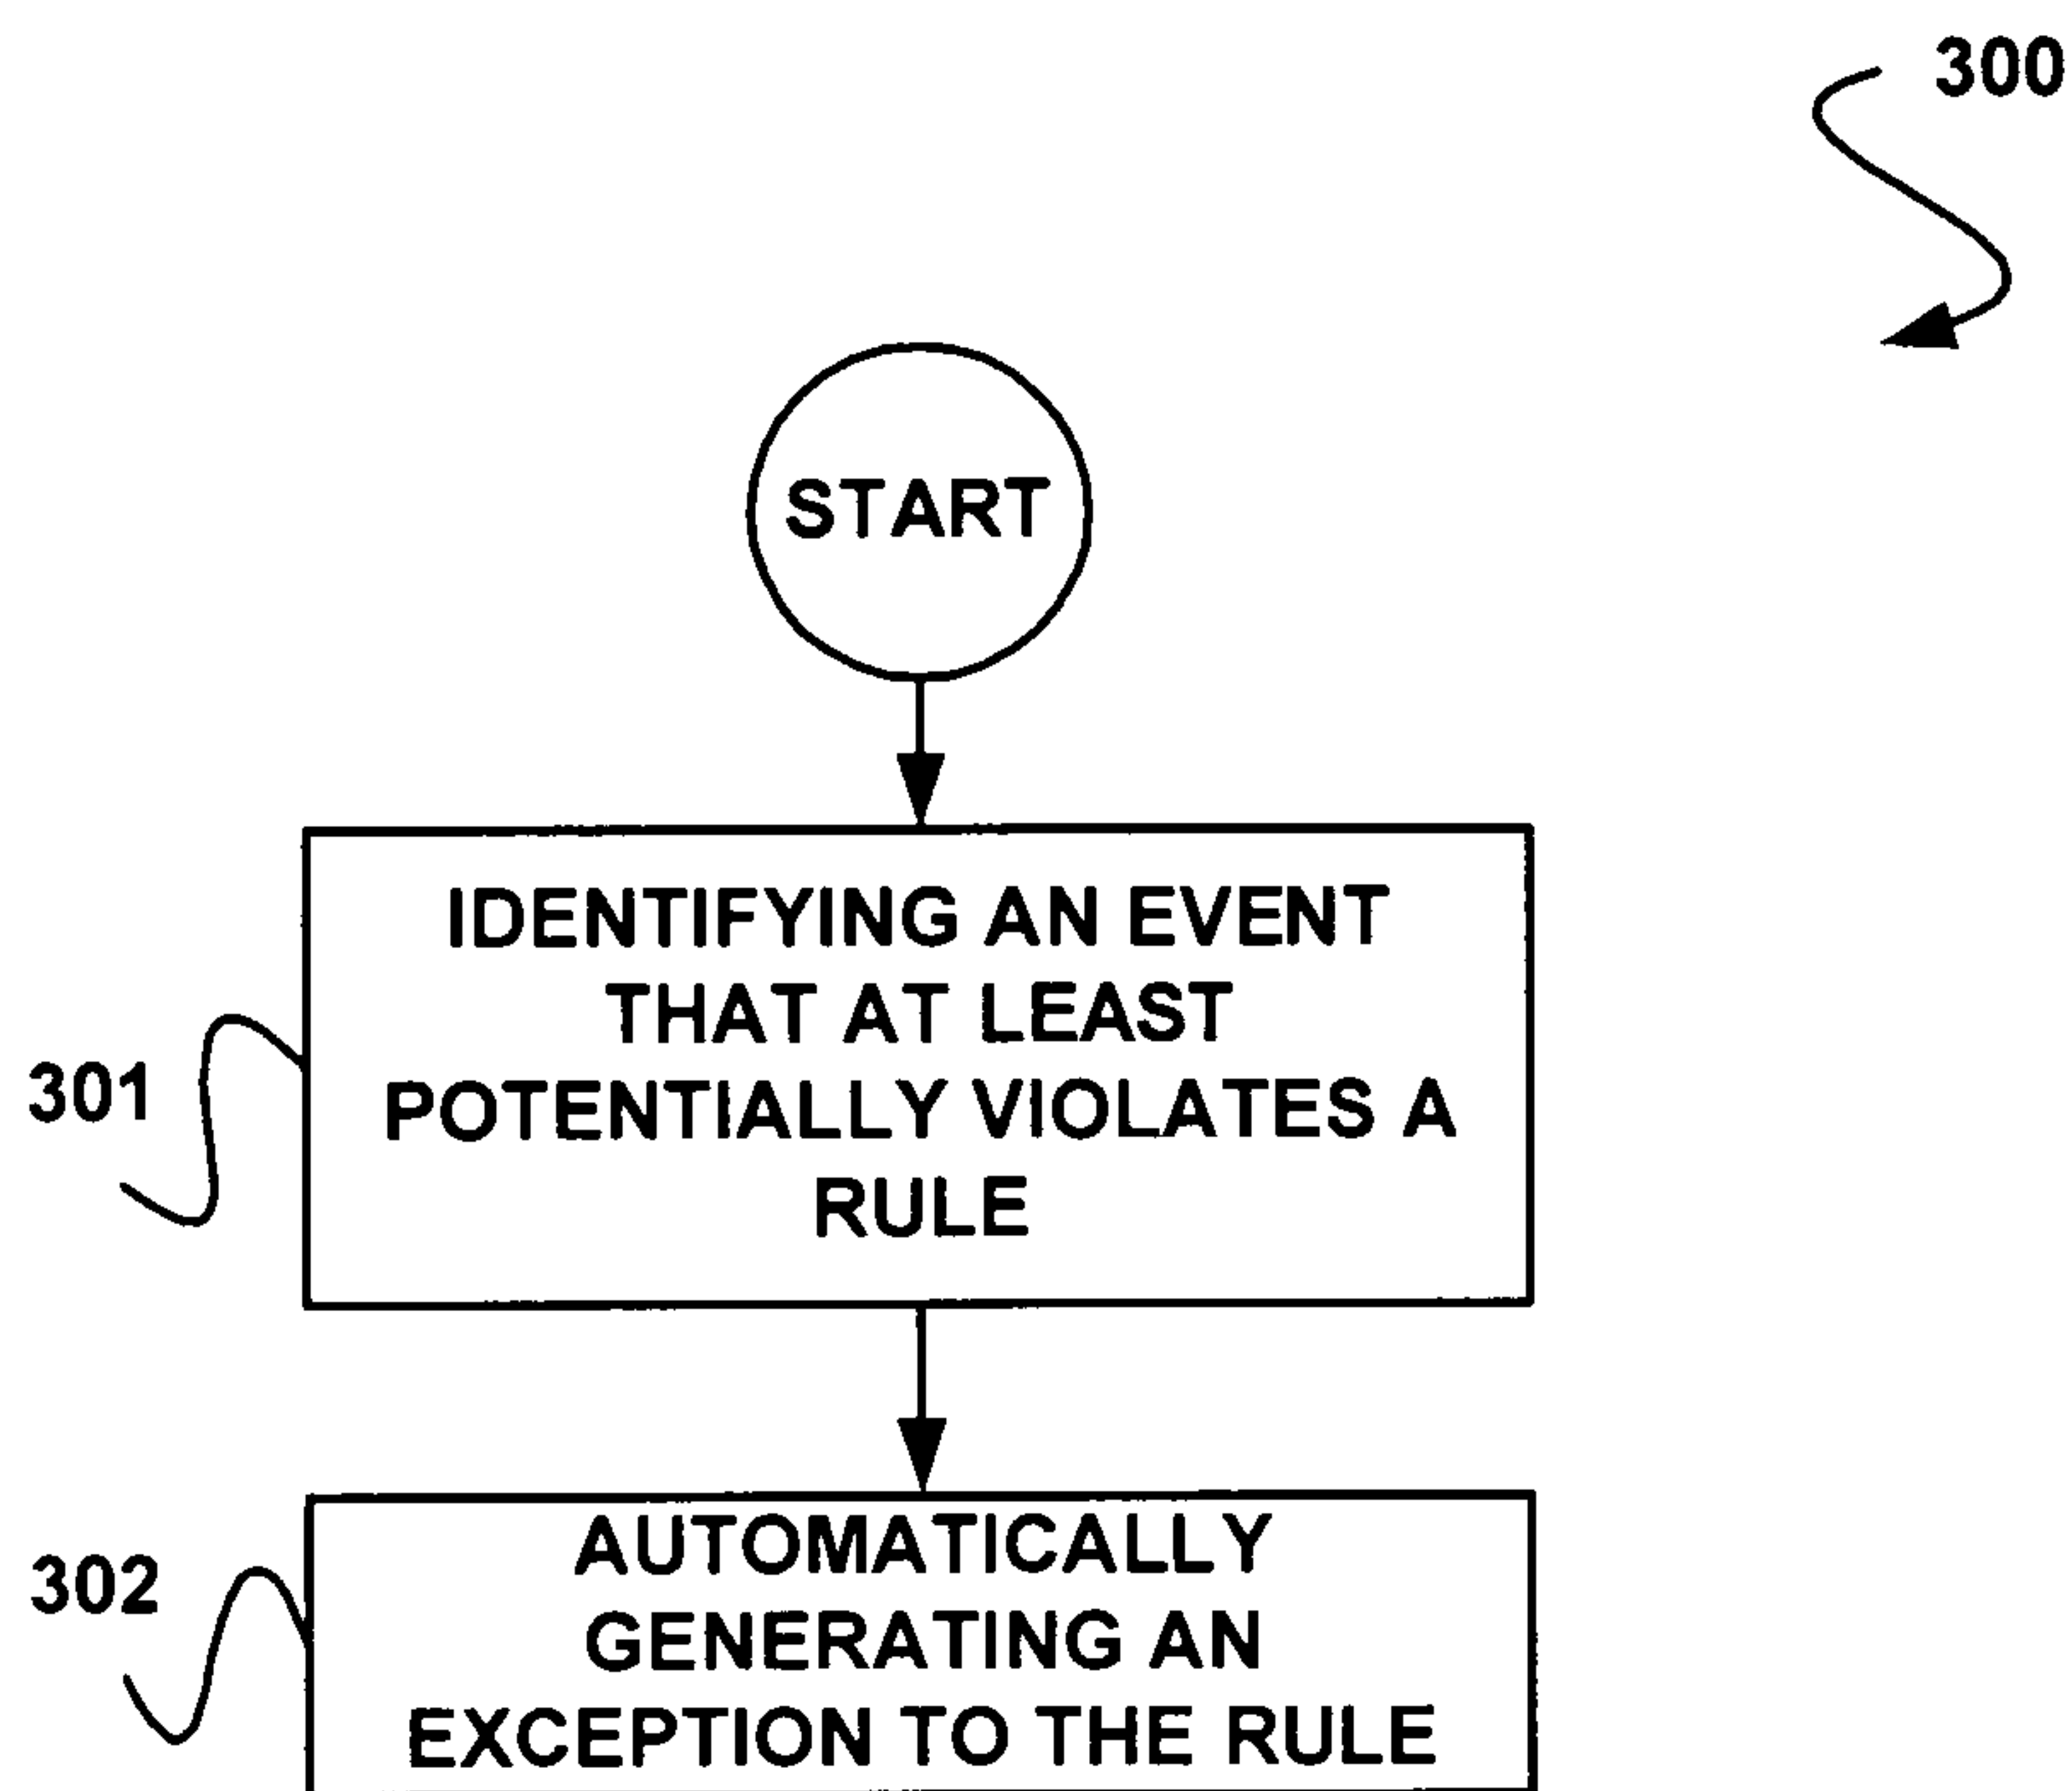 300
START
IDENTIFYING AN EVENT
THAT AT LEAST
POTENTIALLY VIOLATES A
RULE
301
AUTOMATICALLY
GENERATING AN
EXCEPTION TO THE RULE
302